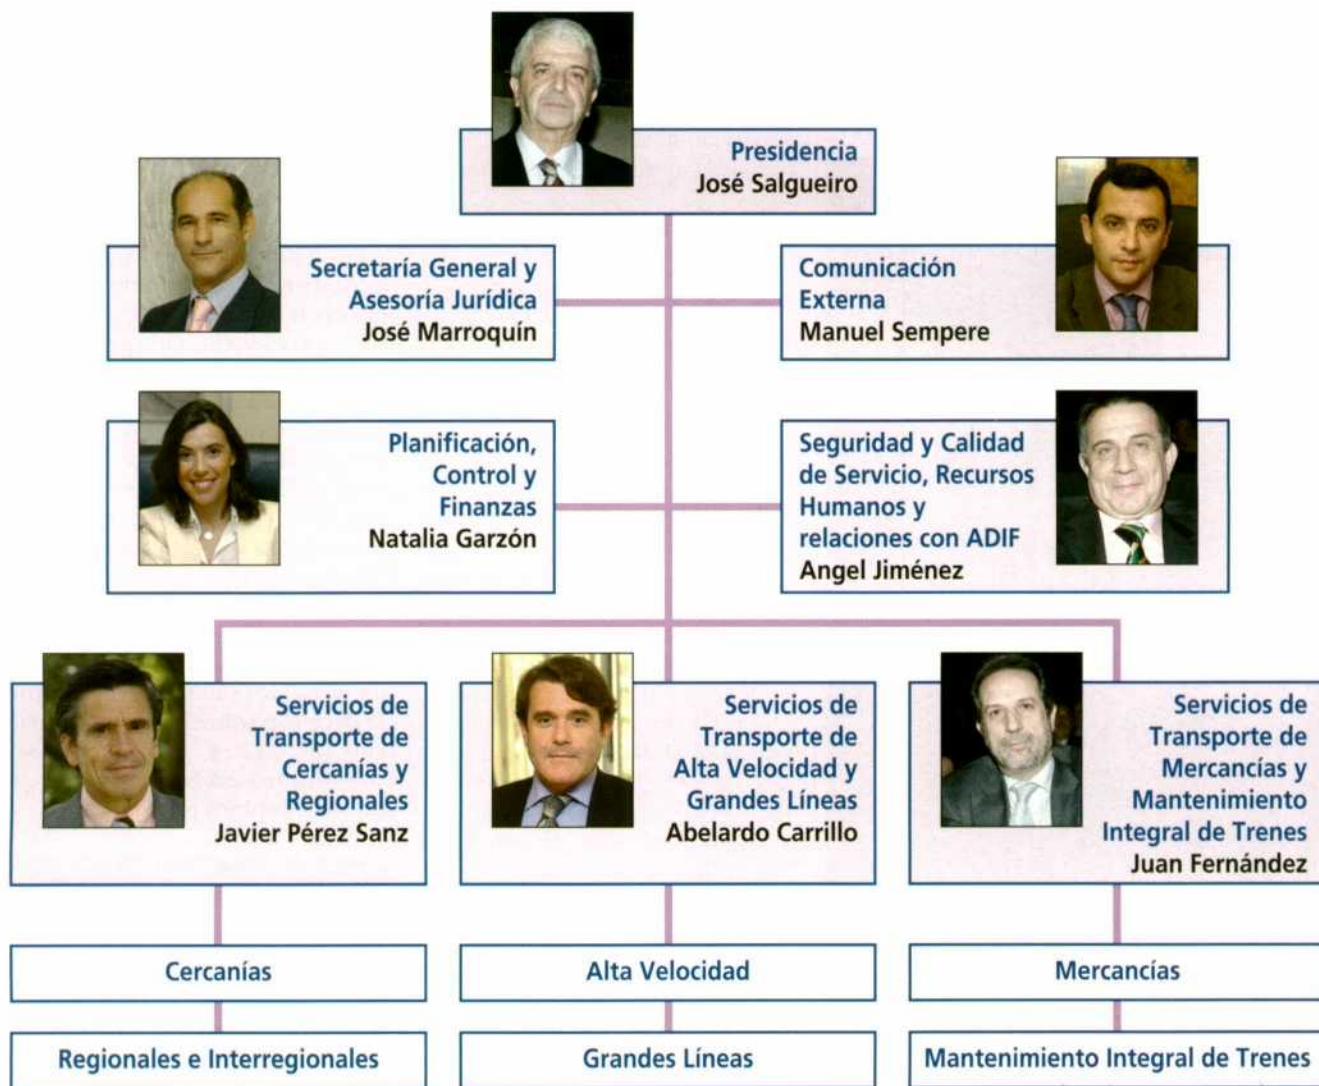 Presidencia
José Salgueiro
Secretaría General y
Asesoría Jurídica
José Marroquín
Comunicación
Externa
Manuel Sempere
Planificación,
Control y
Finanzas
Natalia Garzón
Seguridad y Calidad
de Servicio, Recursos
Humanos y
relaciones con ADIF
Angel Jiménez
Servicios de
Transporte de
Cercanías y
Regionales
Javier Pérez Sanz
Servicios de
Transporte de
Alta Velocidad y
Grandes Líneas
Abelardo Carrillo
Servicios de
Transporte de
Mercancías y
Mantenimiento
Integral de Trenes
Juan Fernández
Cercanías
Alta Velocidad
Mercancías
Regionales e Interregionales
Grandes Líneas
Mantenimiento Integral de Trenes